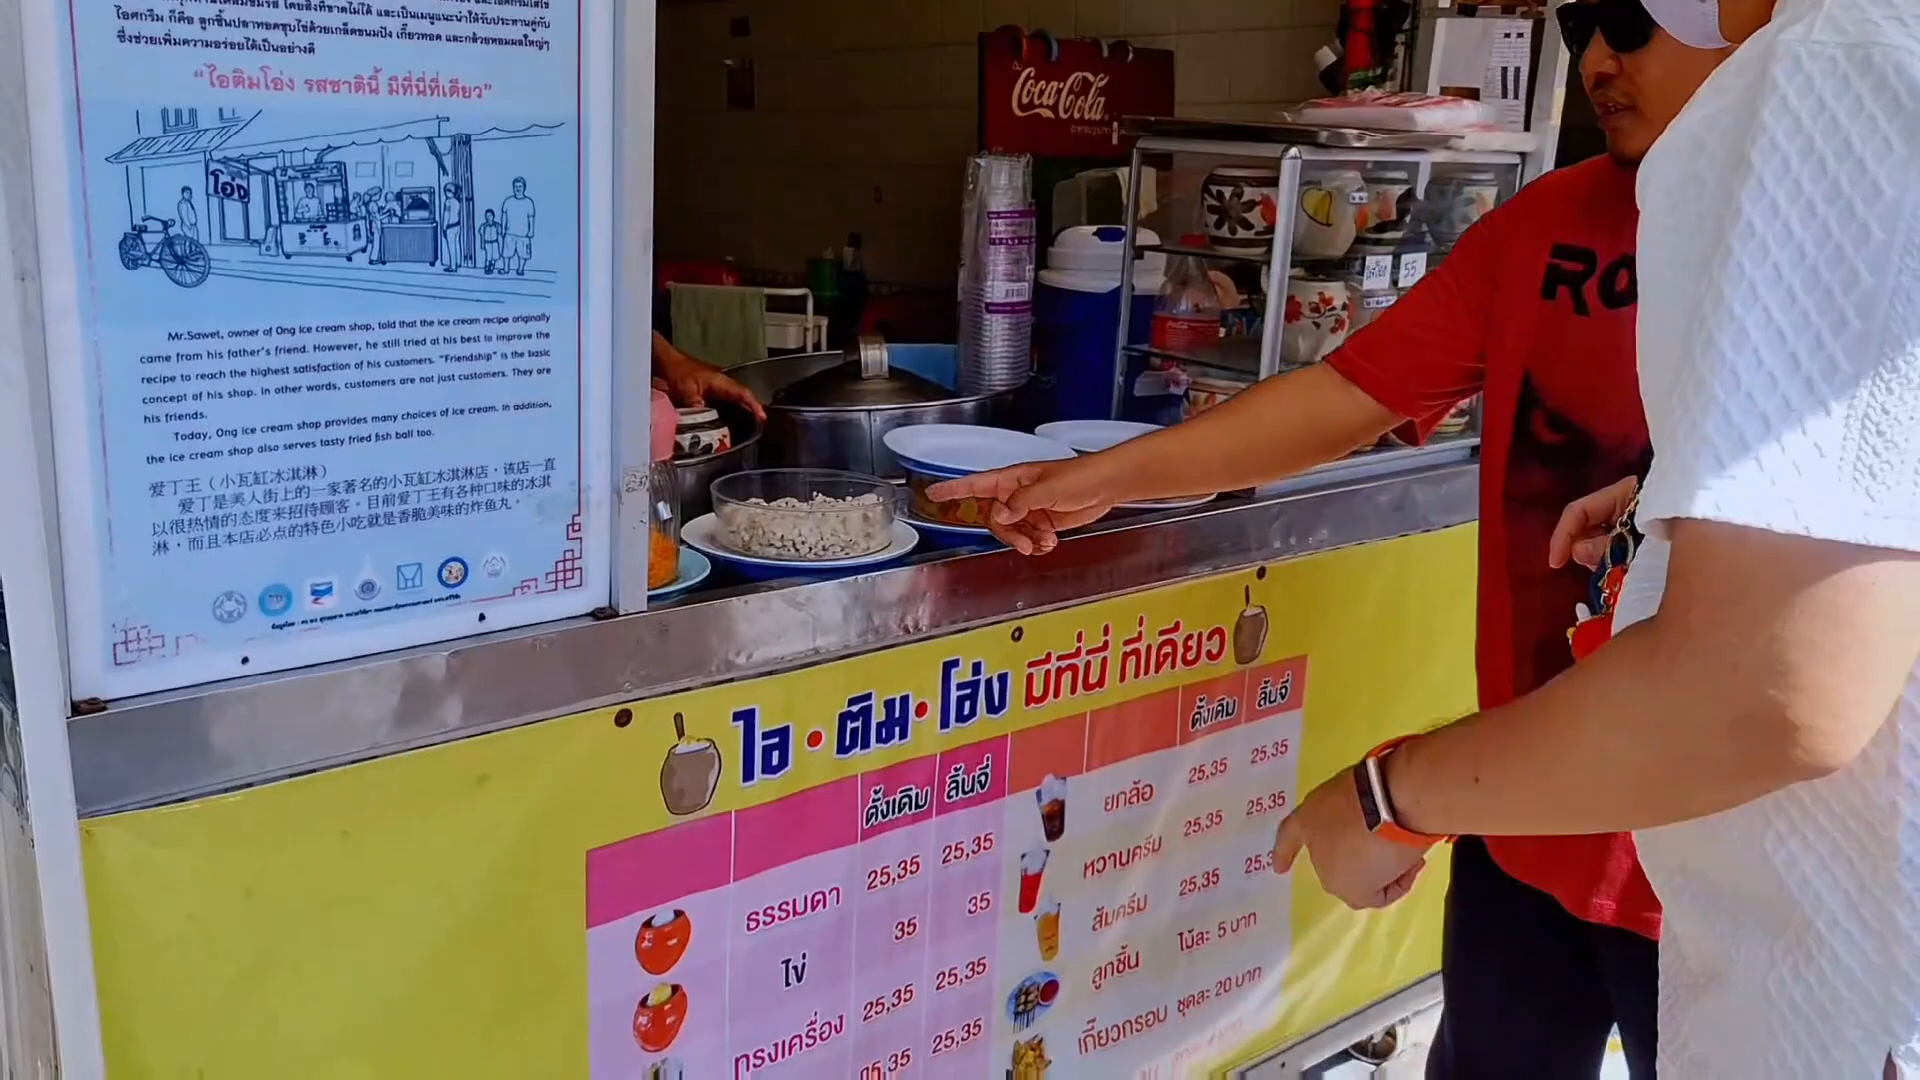 ไอศกรีม ก็คือ ลูกชิ้นปลาทอดชุบไข่ด้วยเกล็ดขนมปัง เกี๊ยวทอด และกล้วยหอมผลใหญ่ๆ
ซึ่งช่วยเพิ่มความอร่อยได้เป็นอย่างดี
“ไอติมโอ่ง รสชาตินี้ มีที่นี่ที่เดียว”
โอ่ง
Mr.Sawet, owner of Ong Ice cream shop, told that the ice cream recipe originally
came from his father's friend. However, he still tried at his best to improve the
recipe to reach the highest satisfaction of his customers. “Friendship” is the basic
concept of his shop. In other words, customers are not just customers. They are
his friends.
Today, Ong ice cream shop provides many choices of ice cream. In addition,
the ice cream shop also serves tasty fried fish ball too.
爱丁王（小瓦缸冰淇淋）
爱丁是美人街上的一家著名的小瓦缸冰淇淋店，该店一直
以很热情的态度来招待顾客。目前爱丁王有各种口味的冰淇
淋，而且本店必点的特色小吃就是香脆美味的炸鱼丸。
Coca-Cola
55
RO
ไอ • ติม • โอ่ง มีที่นี่ ที่เดียว
ดั้งเดิม ลิ้นจี่
ธรรมดา 25,35 25,35
ไข่ 35 35
ทรงเครื่อง 25,35 25,35
25,35 25,35
ดั้งเดิม ลิ้นจี่
ยกล้อ 25,35 25,35
หวานครีม 25,35 25,35
ส้มครีม 25,35 25,3
ลูกชิ้น ไม้ละ 5 บาท
เกี๊ยวกรอบ ชุดละ 20 บาท